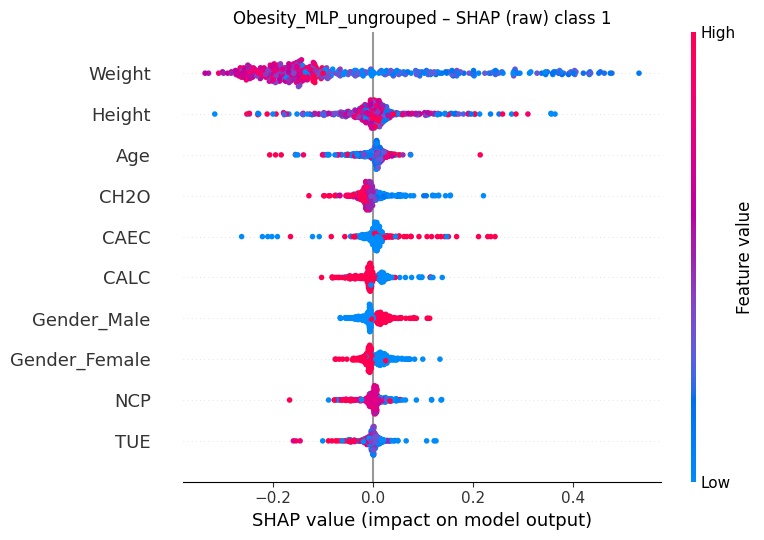 Obesity_MLP_ungrouped – SHAP (raw) class 1
High
Weight
Height
Age
CH2O
CAEC
CALC
Gender_Male
Gender_Female
NCP
TUE
Feature value
Low
−0.2 0.0 0.2 0.4
SHAP value (impact on model output)